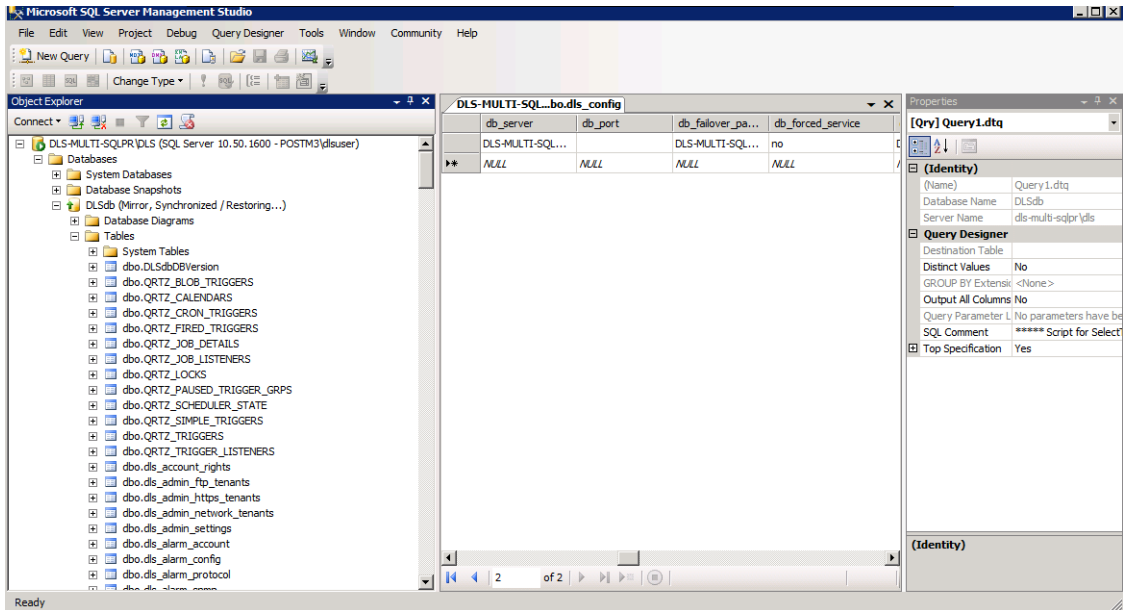 Microsoft SQL Server Management Studio
File Edit View Project Debug Query Designer Tools Window Community Help
New Query
Change Type
Object Explorer
Connect
DLS-MULTI-SQLPR\DLS (SQL Server 10.50.1600 - POSTM3\dlsuser)
Databases
System Databases
Database Snapshots
DLSdb (Mirror, Synchronized / Restoring...)
Database Diagrams
Tables
System Tables
dbo.DLSdbDBVersion
dbo.QRTZ_BLOB_TRIGGERS
dbo.QRTZ_CALENDARS
dbo.QRTZ_CRON_TRIGGERS
dbo.QRTZ_FIRED_TRIGGERS
dbo.QRTZ_JOB_DETAILS
dbo.QRTZ_JOB_LISTENERS
dbo.QRTZ_LOCKS
dbo.QRTZ_PAUSED_TRIGGER_GRPS
dbo.QRTZ_SCHEDULER_STATE
dbo.QRTZ_SIMPLE_TRIGGERS
dbo.QRTZ_TRIGGERS
dbo.QRTZ_TRIGGER_LISTENERS
dbo.dls_account_rights
dbo.dls_admin_ftp_tenants
dbo.dls_admin_https_tenants
dbo.dls_admin_network_tenants
dbo.dls_admin_settings
dbo.dls_alarm_account
dbo.dls_alarm_config
dbo.dls_alarm_protocol
DLS-MULTI-SQL...bo.dls_config
db_server db_port db_failover_pa... db_forced_service
DLS-MULTI-SQL... DLS-MULTI-SQL... no
NULL NULL NULL NULL
2 of 2
Properties
[Qry] Query1.dtq
(Identity)
(Name) Query1.dtq
Database Name DLSdb
Server Name dls-multi-sqlpr\dls
Query Designer
Destination Table
Distinct Values No
GROUP BY Extensic <None>
Output All Columns No
Query Parameter L No parameters have be
SQL Comment ***** Script for Select
Top Specification Yes
(Identity)
Ready